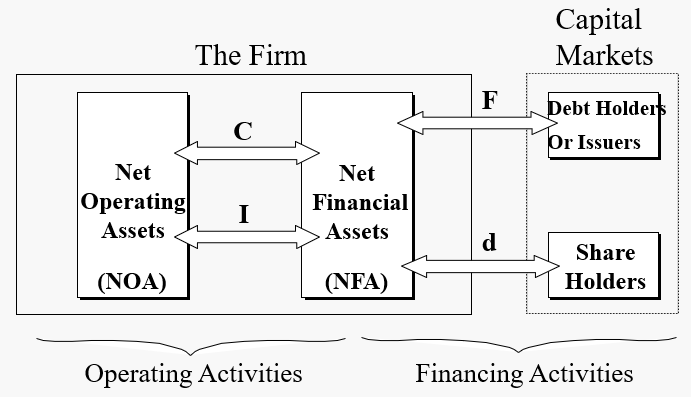 Capital
Markets
The Firm
F
Debt Holders
Or Issuers
C
Net
Operating
Assets
(NOA)
I
Net
Financial
Assets
(NFA)
d
Share
Holders
Operating Activities
Financing Activities